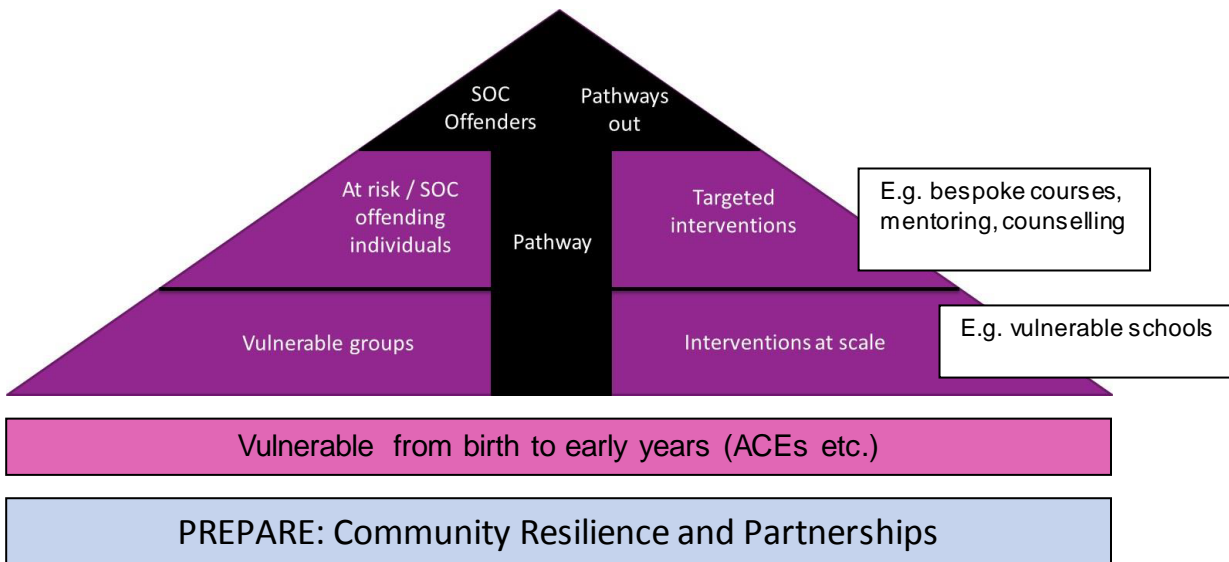 SOC
Offenders
Pathways
out
At risk / SOC
offending
individuals
Pathway
Targeted
interventions
E.g. bespoke courses,
mentoring, counselling
Vulnerable groups
Interventions at scale
E.g. vulnerable schools
Vulnerable from birth to early years (ACEs etc.)
PREPARE: Community Resilience and Partnerships